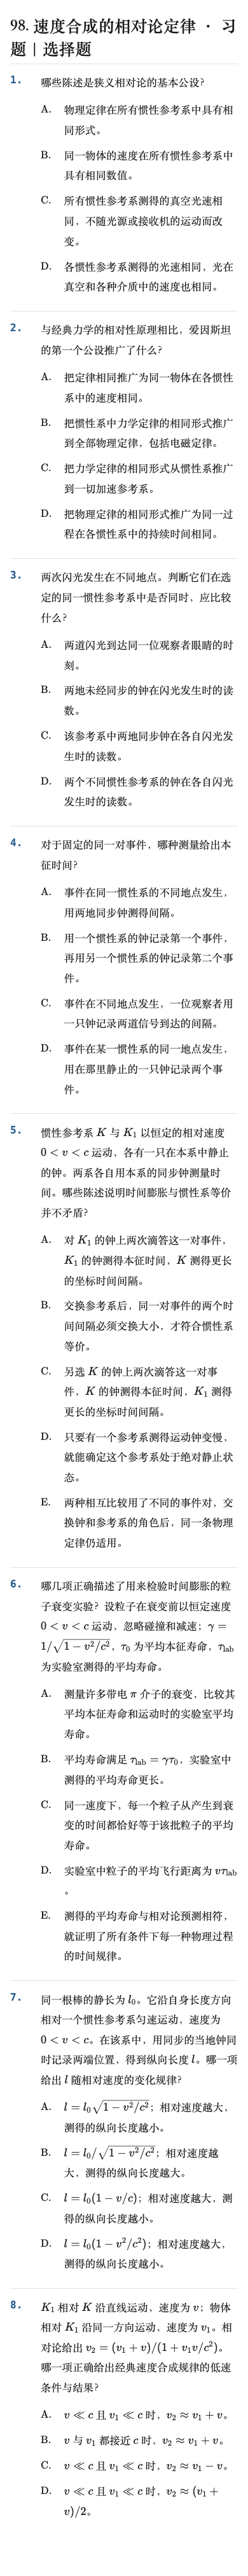 98. 速度合成的相对论定律 · 习
题 | 选择题
1. 哪些陈述是狭义相对论的基本公设?
A. 物理定律在所有惯性参考系中具有相
同形式。
B. 同一物体的速度在所有惯性参考系中
具有相同数值。
C. 所有惯性参考系测得的真空光速相
同，不随光源或接收机的运动而改
变。
D. 各惯性参考系测得的光速相同，光在
真空和各种介质中的速度也相同。
2. 与经典力学的相对性原理相比，爱因斯坦
的第一个公设推广了什么?
A. 把定律相同推广为同一物体在各惯性
系中的速度相同。
B. 把惯性系中力学定律的相同形式推广
到全部物理定律，包括电磁定律。
C. 把力学定律的相同形式从惯性系推广
到一切加速参考系。
D. 把物理定律的相同形式推广为同一过
程在各惯性系中的持续时间相同。
3. 两次闪光发生在不同地点。判断它们在选
定的同一惯性参考系中是否同时，应比较
什么?
A. 两道闪光到达同一位观察者眼睛的时
刻。
B. 两地未经同步的钟在闪光发生时的读
数。
C. 该参考系中两地同步钟在各自闪光发
生时的读数。
D. 两个不同惯性参考系的钟在各自闪光
发生时的读数。
4. 对于固定的同一对事件，哪种测量给出本
征时间?
A. 事件在同一惯性系的不同地点发生，
用两地同步钟测得间隔。
B. 用一个惯性系的钟记录第一个事件，
再用另一个惯性系的钟记录第二个事
件。
C. 事件在不同地点发生，一位观察者用
一只钟记录两道信号到达的间隔。
D. 事件在某一惯性系的同一地点发生，
用在那里静止的一只钟记录两个事
件。
5. 惯性参考系 K 与 K₁ 以恒定的相对速度
0 < v < c 运动，各有一只在本系中静止
的钟。两系各自用本系的同步钟测量时
间。哪些陈述说明时间膨胀与惯性系等价
并不矛盾?
A. 对 K₁ 的钟上两次滴答这一对事件，
K₁ 的钟测得本征时间，K 测得更长
的坐标时间间隔。
B. 交换参考系后，同一对事件的两个时
间间隔必须交换大小，才符合惯性系
等价。
C. 另选 K 的钟上两次滴答这一对事
件，K 的钟测得本征时间，K₁ 测得
更长的坐标时间间隔。
D. 只要有一个参考系测得运动钟变慢，
就能确定这个参考系处于绝对静止状
态。
E. 两种相互比较用了不同的事件对，交
换钟和参考系的角色后，同一条物理
定律仍适用。
6. 哪几项正确描述了用来检验时间膨胀的粒
子衰变实验? 设粒子在衰变前以恒定速度
0 < v < c 运动，忽略碰撞和减速；γ =
1/√(1 − v²/c²)，τ₀ 为平均本征寿命，τ_lab
为实验室测得的平均寿命。
A. 测量许多带电 π 介子的衰变，比较其
平均本征寿命和运动时的实验室平均
寿命。
B. 平均寿命满足 τ_lab = γτ₀，实验室中
测得的平均寿命更长。
C. 同一速度下，每一个粒子从产生到衰
变的时间都恰好等于该批粒子的平均
寿命。
D. 实验室中粒子的平均飞行距离为 vτ_lab
。
E. 测得的平均寿命与相对论预测相符，
就证明了所有条件下每一种物理过程
的时间规律。
7. 同一根棒的静长为 l₀。它沿自身长度方向
相对一个惯性参考系匀速运动，速度为
0 < v < c。在该系中，用同步的当地钟同
时记录两端位置，得到纵向长度 l。哪一项
给出 l 随相对速度的变化规律?
A. l = l₀√(1 − v²/c²)；相对速度越大，
测得的纵向长度越小。
B. l = l₀/√(1 − v²/c²)；相对速度越
大，测得的纵向长度越大。
C. l = l₀(1 − v/c)；相对速度越大，测
得的纵向长度越小。
D. l = l₀(1 − v²/c²)；相对速度越大，
测得的纵向长度越小。
8. K₁ 相对 K 沿直线运动，速度为 v；物体
相对 K₁ 沿同一方向运动，速度为 v₁。相
对论给出 v₂ = (v₁ + v)/(1 + v₁v/c²)。
哪一项正确给出经典速度合成规律的低速
条件与结果?
A. v ≪ c 且 v₁ ≪ c 时，v₂ ≈ v₁ + v。
B. v 与 v₁ 都接近 c 时，v₂ ≈ v₁ + v。
C. v ≪ c 且 v₁ ≪ c 时，v₂ ≈ v₁ − v。
D. v ≪ c 且 v₁ ≪ c 时，v₂ ≈ (v₁ +
v)/2。